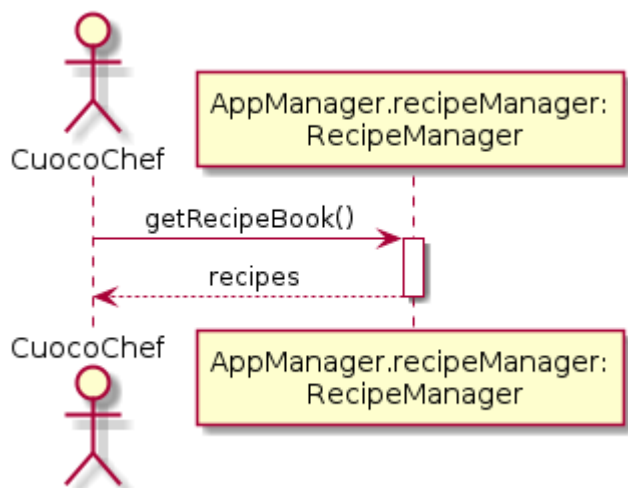 AppManager.recipeManager:
RecipeManager
CuocoChef
getRecipeBook()
recipes
CuocoChef
AppManager.recipeManager:
RecipeManager